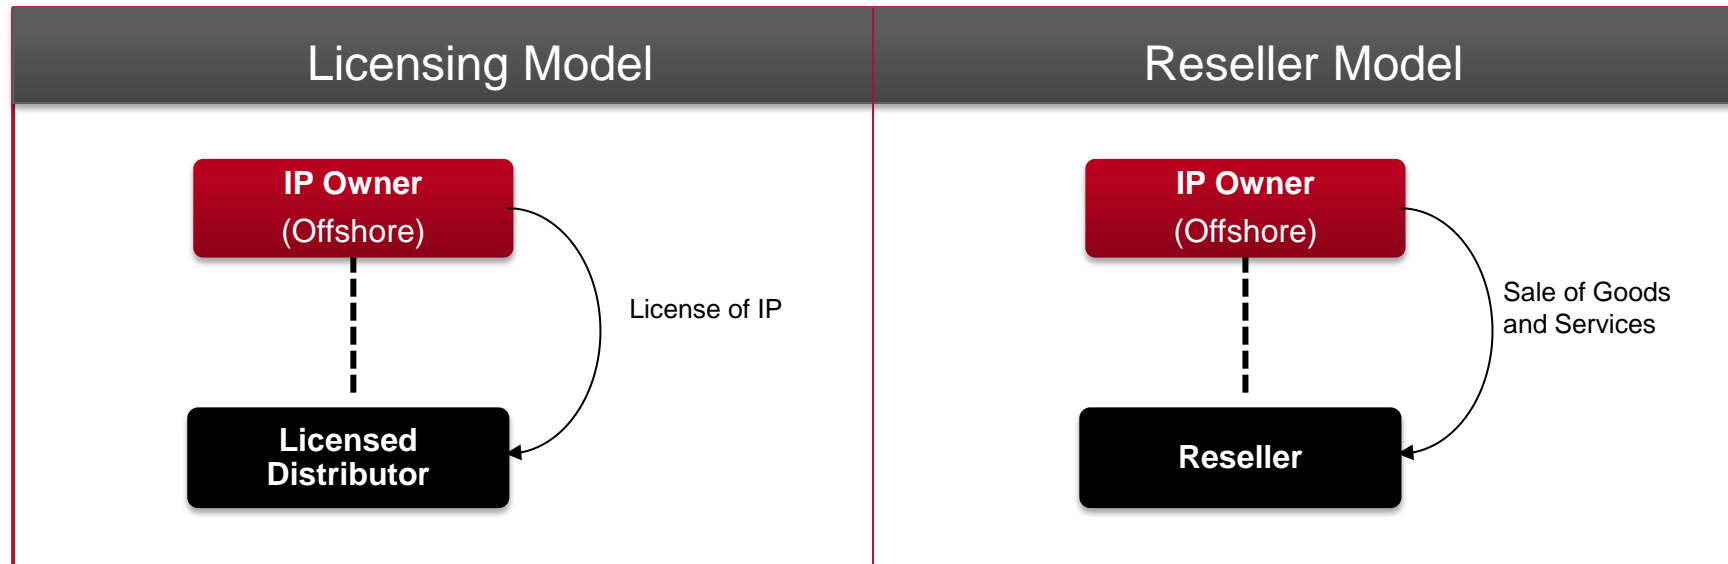 Licensing Model
Reseller Model
IP Owner
(Offshore)
License of IP
Licensed
Distributor
IP Owner
(Offshore)
Sale of Goods
and Services
Reseller